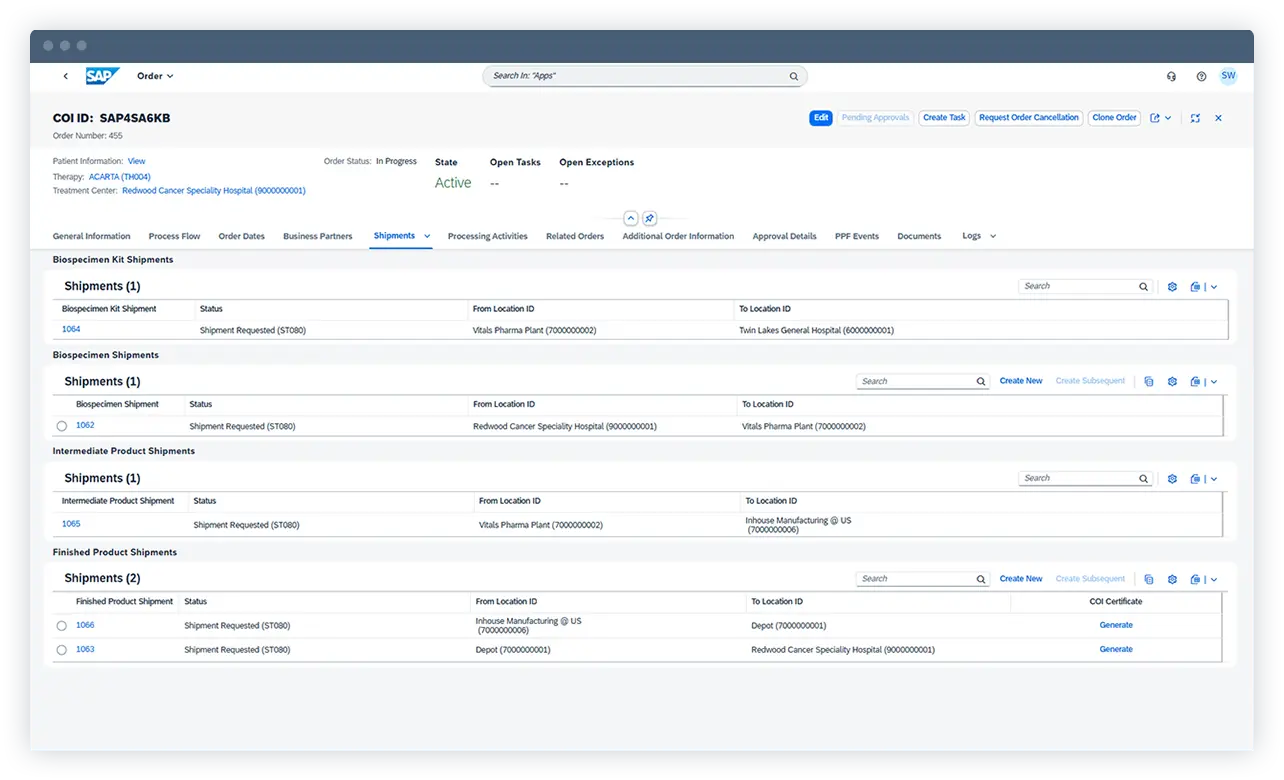 SAP Order Search In: "Apps" SW
COI ID: SAP4SA6KB Edit Pending Approvals Create Task Request Order Cancellation Clone Order
Order Number: 455
Patient Information: View Order Status: In Progress State Open Tasks Open Exceptions
Therapy: ACARTA (TH004) Active -- --
Treatment Center: Redwood Cancer Speciality Hospital (9000000001)
General Information Process Flow Order Dates Business Partners Shipments Processing Activities Related Orders Additional Order Information Approval Details PPF Events Documents Logs
Biospecimen Kit Shipments
Shipments (1) Search
Biospecimen Kit Shipment Status From Location ID To Location ID
1064 Shipment Requested (ST080) Vitals Pharma Plant (7000000002) Twin Lakes General Hospital (6000000001)
Biospecimen Shipments
Shipments (1) Search Create New Create Subsequent
Biospecimen Shipment Status From Location ID To Location ID
1062 Shipment Requested (ST080) Redwood Cancer Speciality Hospital (9000000001) Vitals Pharma Plant (7000000002)
Intermediate Product Shipments
Shipments (1) Search
Intermediate Product Shipment Status From Location ID To Location ID
1065 Shipment Requested (ST080) Vitals Pharma Plant (7000000002) Inhouse Manufacturing @ US
(7000000006)
Finished Product Shipments
Shipments (2) Search Create New Create Subsequent
Finished Product Shipment Status From Location ID To Location ID COI Certificate
1066 Shipment Requested (ST080) Inhouse Manufacturing @ US
(7000000006) Depot (7000000001) Generate
1063 Shipment Requested (ST080) Depot (7000000001) Redwood Cancer Speciality Hospital (9000000001) Generate